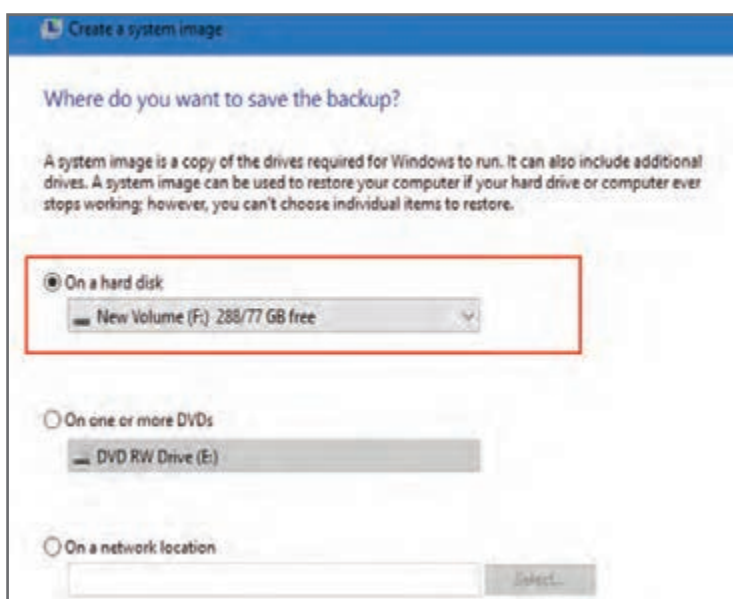 Create a system image
Where do you want to save the backup?
A system image is a copy of the drives required for Windows to run. It can also include additional
drives. A system image can be used to restore your computer if your hard drive or computer ever
stops working; however, you can't choose individual items to restore.
On a hard disk
New Volume (F:) 288/77 GB free
On one or more DVDs
DVD RW Drive (E:)
On a network location
Select...